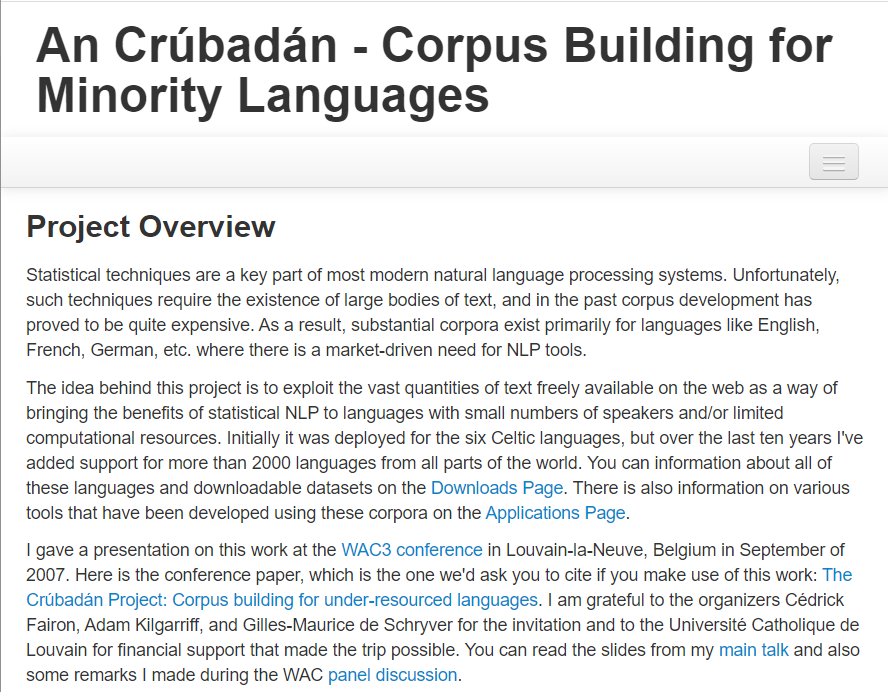 An Crúbadán - Corpus Building for
Minority Languages
Project Overview
Statistical techniques are a key part of most modern natural language processing systems. Unfortunately,
such techniques require the existence of large bodies of text, and in the past corpus development has
proved to be quite expensive. As a result, substantial corpora exist primarily for languages like English,
French, German, etc. where there is a market-driven need for NLP tools.
The idea behind this project is to exploit the vast quantities of text freely available on the web as a way of
bringing the benefits of statistical NLP to languages with small numbers of speakers and/or limited
computational resources. Initially it was deployed for the six Celtic languages, but over the last ten years I've
added support for more than 2000 languages from all parts of the world. You can information about all of
these languages and downloadable datasets on the Downloads Page. There is also information on various
tools that have been developed using these corpora on the Applications Page.
I gave a presentation on this work at the WAC3 conference in Louvain-la-Neuve, Belgium in September of
2007. Here is the conference paper, which is the one we'd ask you to cite if you make use of this work: The
Crúbadán Project: Corpus building for under-resourced languages. I am grateful to the organizers Cédrick
Fairon, Adam Kilgarriff, and Gilles-Maurice de Schryver for the invitation and to the Université Catholique de
Louvain for financial support that made the trip possible. You can read the slides from my main talk and also
some remarks I made during the WAC panel discussion.